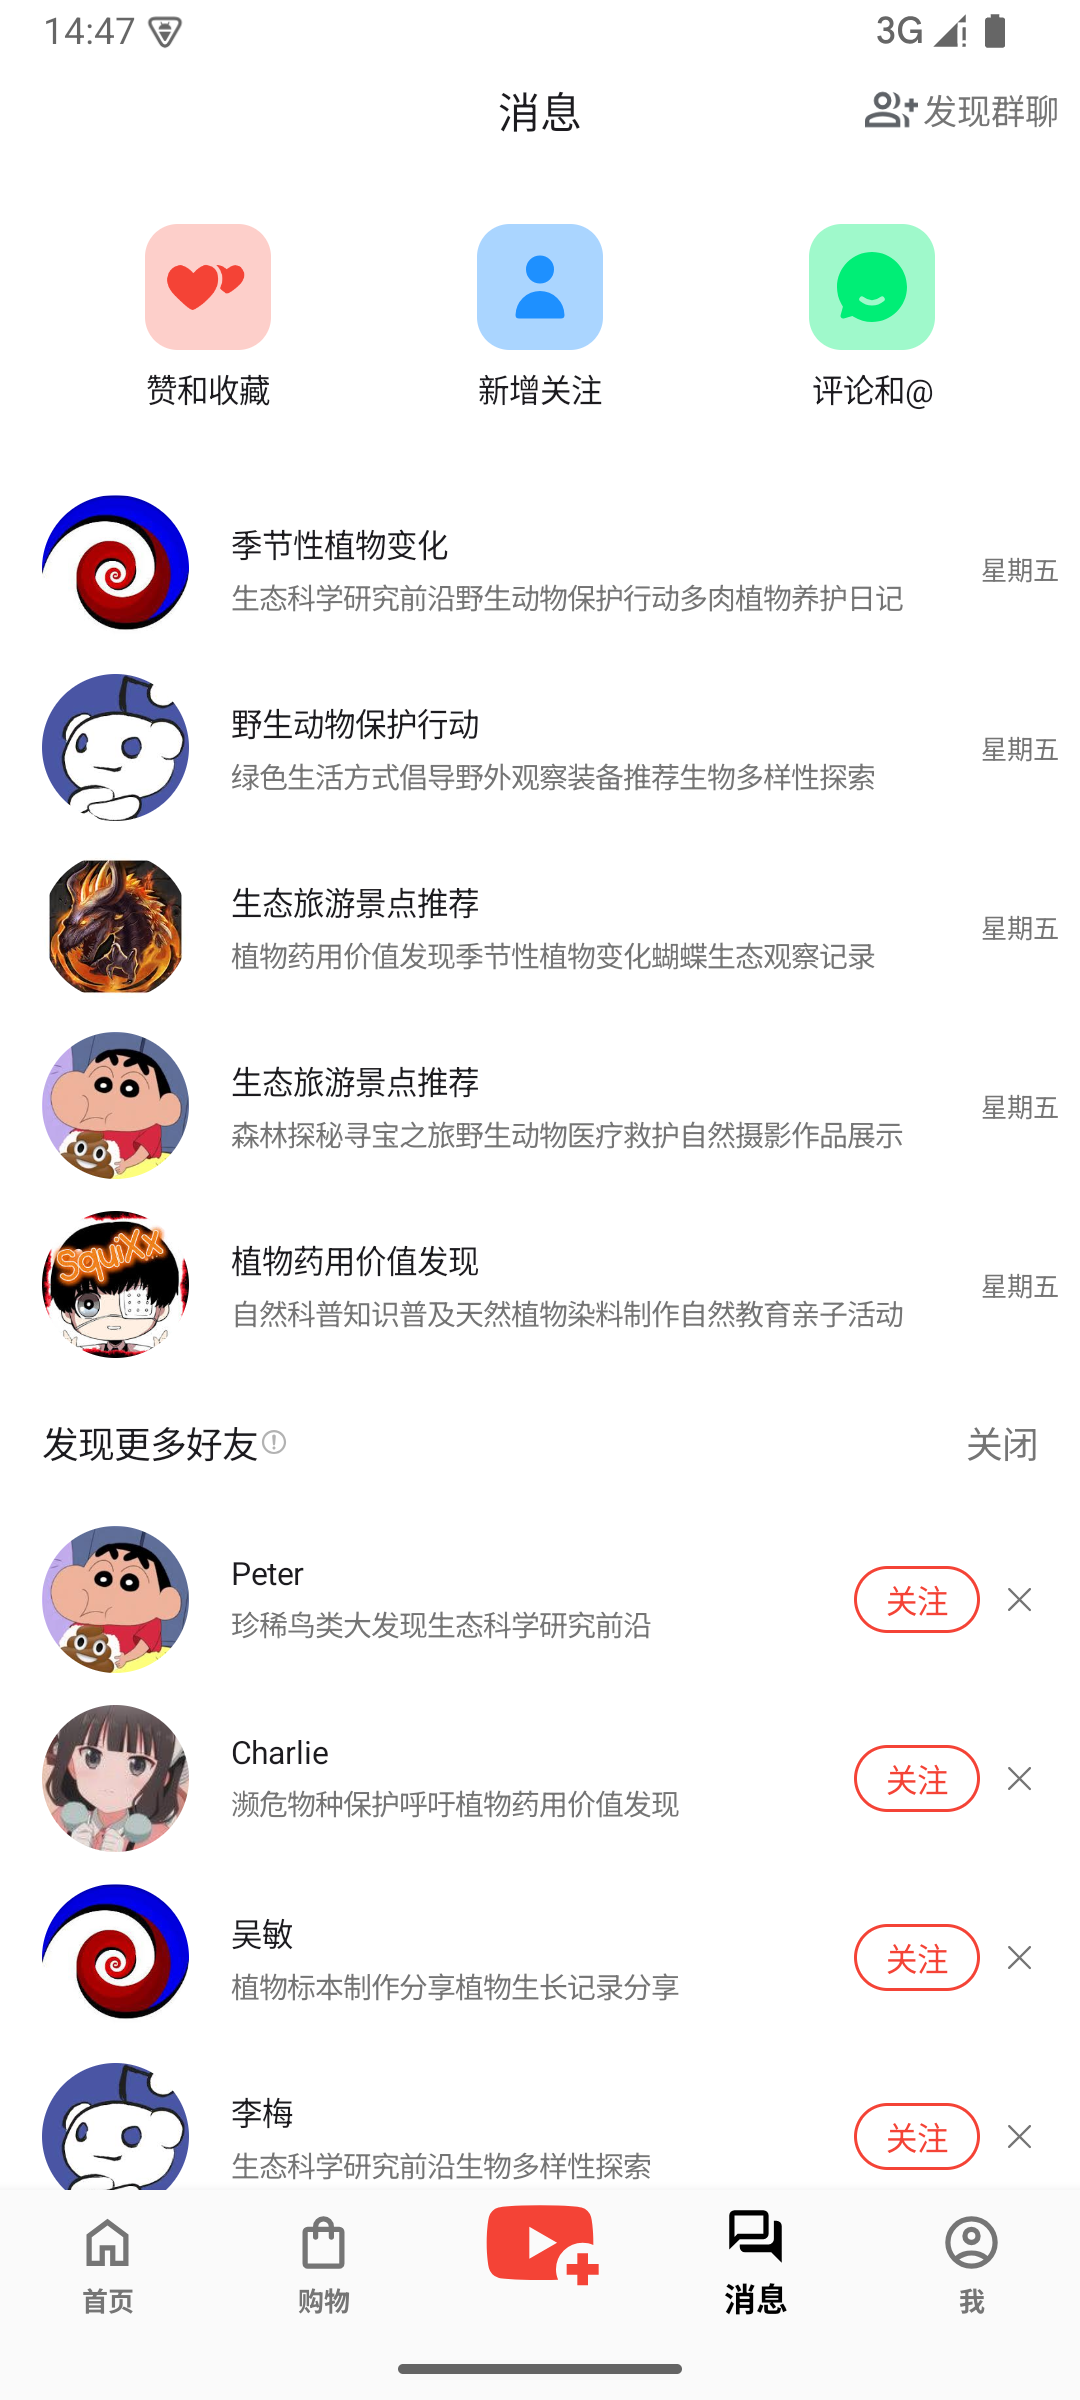 14:47
3G
消息
发现群聊
赞和收藏
新增关注
评论和@
季节性植物变化
生态科学研究前沿野生动物保护行动多肉植物养护日记
星期五
野生动物保护行动
绿色生活方式倡导野外观察装备推荐生物多样性探索
星期五
生态旅游景点推荐
植物药用价值发现季节性植物变化蝴蝶生态观察记录
星期五
生态旅游景点推荐
森林探秘寻宝之旅野生动物医疗救护自然摄影作品展示
星期五
SquiXx
植物药用价值发现
自然科普知识普及天然植物染料制作自然教育亲子活动
星期五
发现更多好友
关闭
Peter
珍稀鸟类大发现生态科学研究前沿
关注
Charlie
濒危物种保护呼吁植物药用价值发现
关注
吴敏
植物标本制作分享植物生长记录分享
关注
李梅
生态科学研究前沿生物多样性探索
关注
首页
购物
消息
我